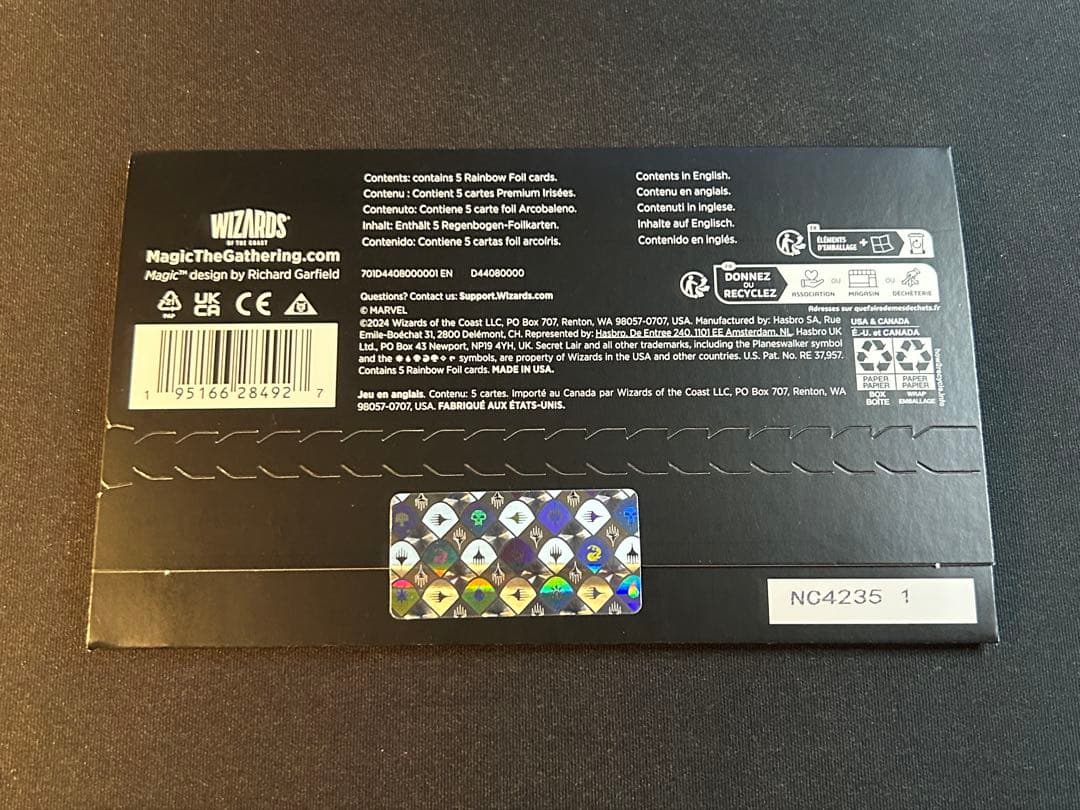 WIZARDS
OF THE COAST
MagicTheGathering.com
Magic™ design by Richard Garfield
PAP
UK
CA
CE
1 95166 28492 7
Contents: contains 5 Rainbow Foil cards.
Contenu : Contient 5 cartes Premium Irisées.
Contenuto: Contiene 5 carte foil Arcobaleno.
Inhalt: Enthält 5 Regenbogen-Foilkarten.
Contenido: Contiene 5 cartas foil arcoíris.
Contents in English.
Contenu en anglais.
Contenuti in inglese.
Inhalte auf Englisch.
Contenido en inglés.
701D4408000001 EN D44080000
FR
ÉLÉMENTS
D'EMBALLAGE +
FR
DONNEZ
OU
RECYCLEZ
ASSOCIATION OU MAGASIN OU DÉCHÈTERIE
Adresses sur quefairedemesdechets.fr
Questions? Contact us: Support.Wizards.com
© MARVEL
©2024 Wizards of the Coast LLC, PO Box 707, Renton, WA 98057-0707, USA. Manufactured by: Hasbro SA, Rue
Emile-Boéchat 31, 2800 Delémont, CH. Represented by: Hasbro, De Entree 240, 1101 EE Amsterdam, NL. Hasbro UK
Ltd., PO Box 43 Newport, NP19 4YH, UK. Secret Lair and all other trademarks, including the Planeswalker symbol
and the symbols, are property of Wizards in the USA and other countries. U.S. Pat. No. RE 37,957.
Contains 5 Rainbow Foil cards. MADE IN USA.
Jeu en anglais. Contenu: 5 cartes. Importé au Canada par Wizards of the Coast LLC, PO Box 707, Renton, WA
98057-0707, USA. FABRIQUÉ AUX ÉTATS-UNIS.
USA & CANADA
É.-U. et CANADA
PAPER PAPER
PAPIER PAPIER
BOX WRAP
BOÎTE EMBALLAGE
how2recycle.info
NC4235 1